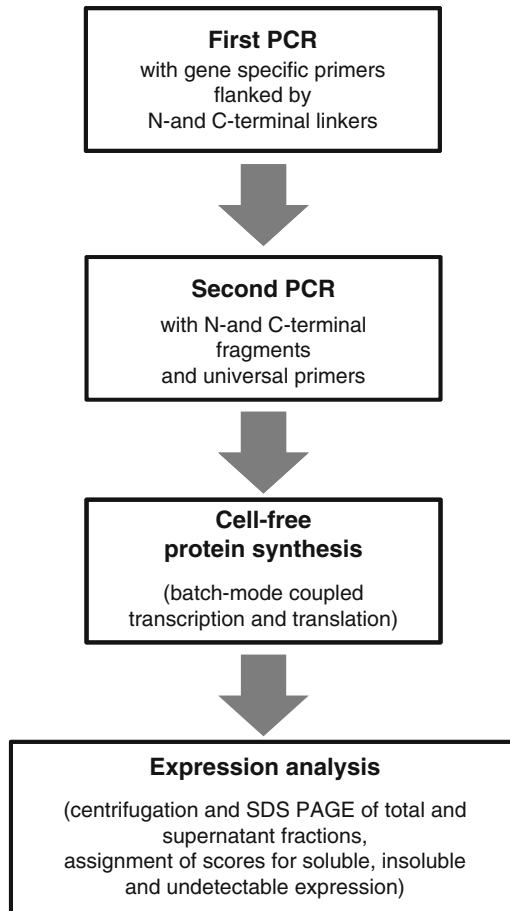 First PCR
with gene specific primers
flanked by
N-and C-terminal linkers
Second PCR
with N-and C-terminal
fragments
and universal primers
Cell-free
protein synthesis
(batch-mode coupled
transcription and translation)
Expression analysis
(centrifugation and SDS PAGE of total and
supernatant fractions,
assignment of scores for soluble, insoluble
and undetectable expression)